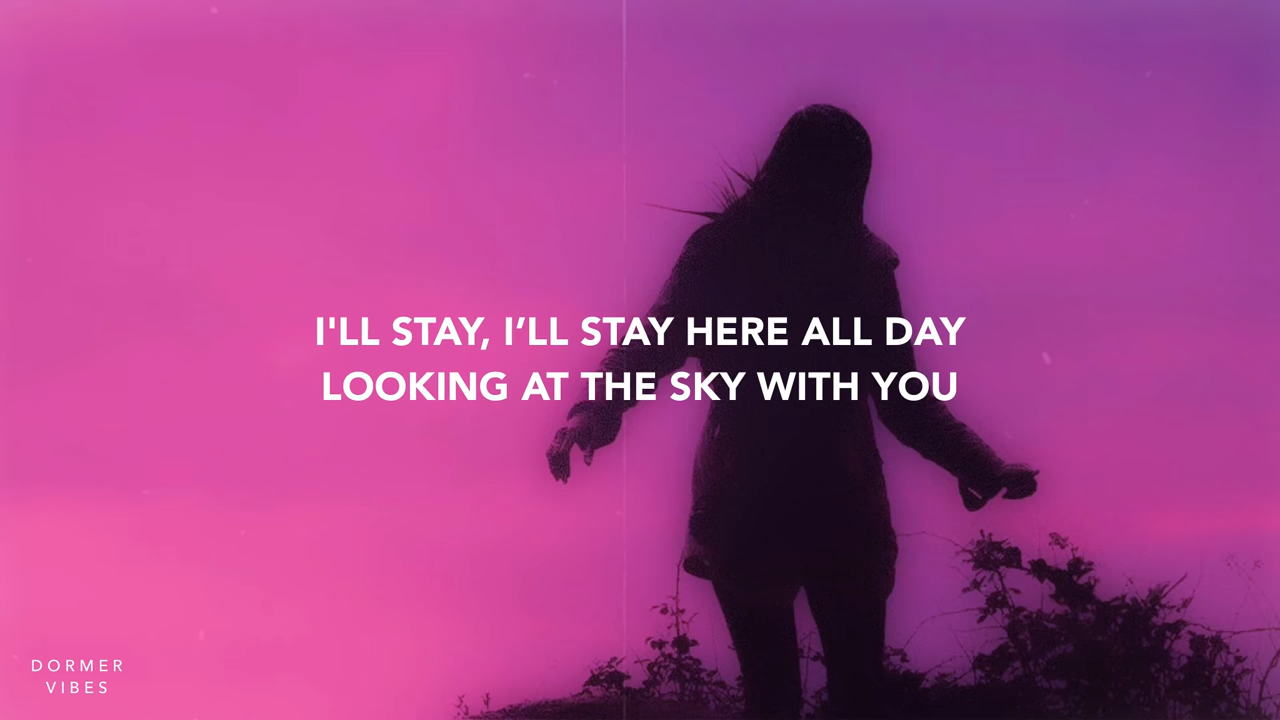 I'LL STAY, I’LL STAY HERE ALL DAY
LOOKING AT THE SKY WITH YOU
DORMER
VIBES